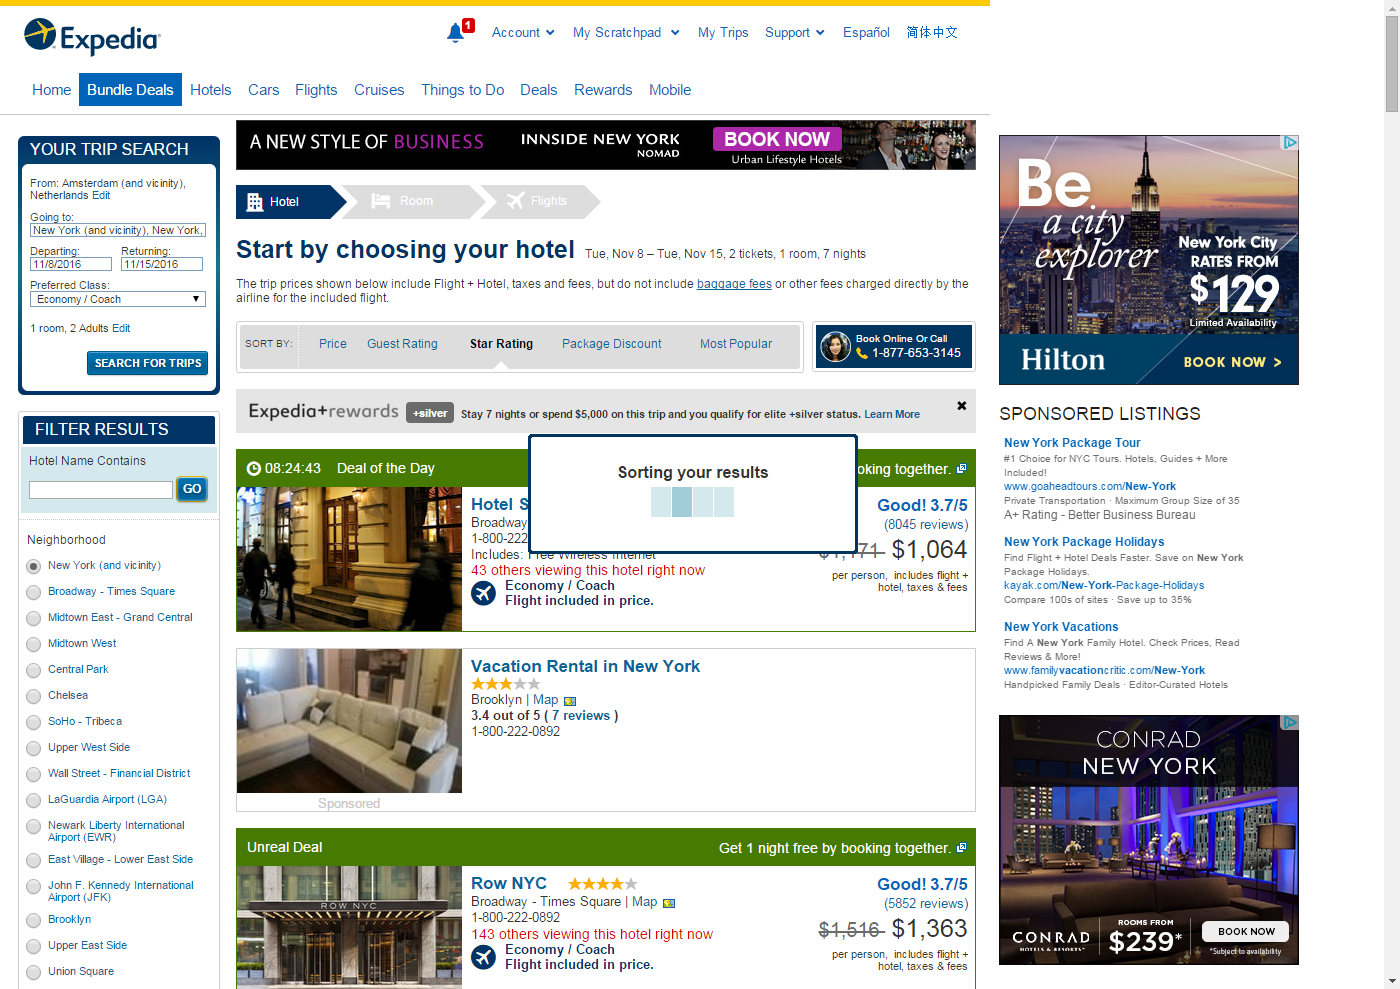 Expedia
1
Account
My Scratchpad
My Trips
Support
Español
简体中文
Home
Bundle Deals
Hotels
Cars
Flights
Cruises
Things to Do
Deals
Rewards
Mobile
YOUR TRIP SEARCH
From: Amsterdam (and vicinity),
Netherlands Edit
Going to:
New York (and vicinity), New York,
Departing:
Returning:
11/8/2016
11/15/2016
Preferred Class:
Economy / Coach
1 room, 2 Adults Edit
SEARCH FOR TRIPS
FILTER RESULTS
Hotel Name Contains
GO
Neighborhood
New York (and vicinity)
Broadway - Times Square
Midtown East - Grand Central
Midtown West
Central Park
Chelsea
SoHo - Tribeca
Upper West Side
Wall Street - Financial District
LaGuardia Airport (LGA)
Newark Liberty International
Airport (EWR)
East Village - Lower East Side
John F. Kennedy International
Airport (JFK)
Brooklyn
Upper East Side
Union Square
A NEW STYLE OF BUSINESS
INNSIDE NEW YORK
NOMAD
BOOK NOW
Urban Lifestyle Hotels
Hotel
Room
Flights
Start by choosing your hotel
Tue, Nov 8 – Tue, Nov 15, 2 tickets, 1 room, 7 nights
The trip prices shown below include Flight + Hotel, taxes and fees, but do not include baggage fees or other fees charged directly by the
airline for the included flight.
SORT BY:
Price
Guest Rating
Star Rating
Package Discount
Most Popular
Book Online Or Call
1-877-653-3145
Expedia+rewards +silver Stay 7 nights or spend $5,000 on this trip and you qualify for elite +silver status. Learn More
Sorting your results
08:24:43 Deal of the Day
ooking together.
Hotel S
Broadway
1-800-222
Includes: Free Wireless Internet
43 others viewing this hotel right now
Economy / Coach
Flight included in price.
Good! 3.7/5
(8045 reviews)
$1,171 $1,064
per person, includes flight +
hotel, taxes & fees
Vacation Rental in New York
Brooklyn | Map
3.4 out of 5 ( 7 reviews )
1-800-222-0892
Sponsored
Unreal Deal
Get 1 night free by booking together.
ROW NYC
Row NYC
Broadway - Times Square | Map
1-800-222-0892
143 others viewing this hotel right now
Economy / Coach
Flight included in price.
Good! 3.7/5
(5852 reviews)
$1,516 $1,363
per person, includes flight +
hotel, taxes & fees
Be
a city
explorer
New York City
RATES FROM
$129
Limited Availability
Hilton
BOOK NOW >
SPONSORED LISTINGS
New York Package Tour
#1 Choice for NYC Tours. Hotels, Guides + More
Included!
www.goaheadtours.com/New-York
Private Transportation · Maximum Group Size of 35
A+ Rating - Better Business Bureau
New York Package Holidays
Find Flight + Hotel Deals Faster. Save on New York
Package Holidays.
kayak.com/New-York-Package-Holidays
Compare 100s of sites · Save up to 35%
New York Vacations
Find A New York Family Hotel. Check Prices, Read
Reviews & More!
www.familyvacationcritic.com/New-York
Handpicked Family Deals · Editor-Curated Hotels
CONRAD
NEW YORK
CONRAD
HOTELS & RESORTS
ROOMS FROM
$239*
BOOK NOW
*Subject to availability